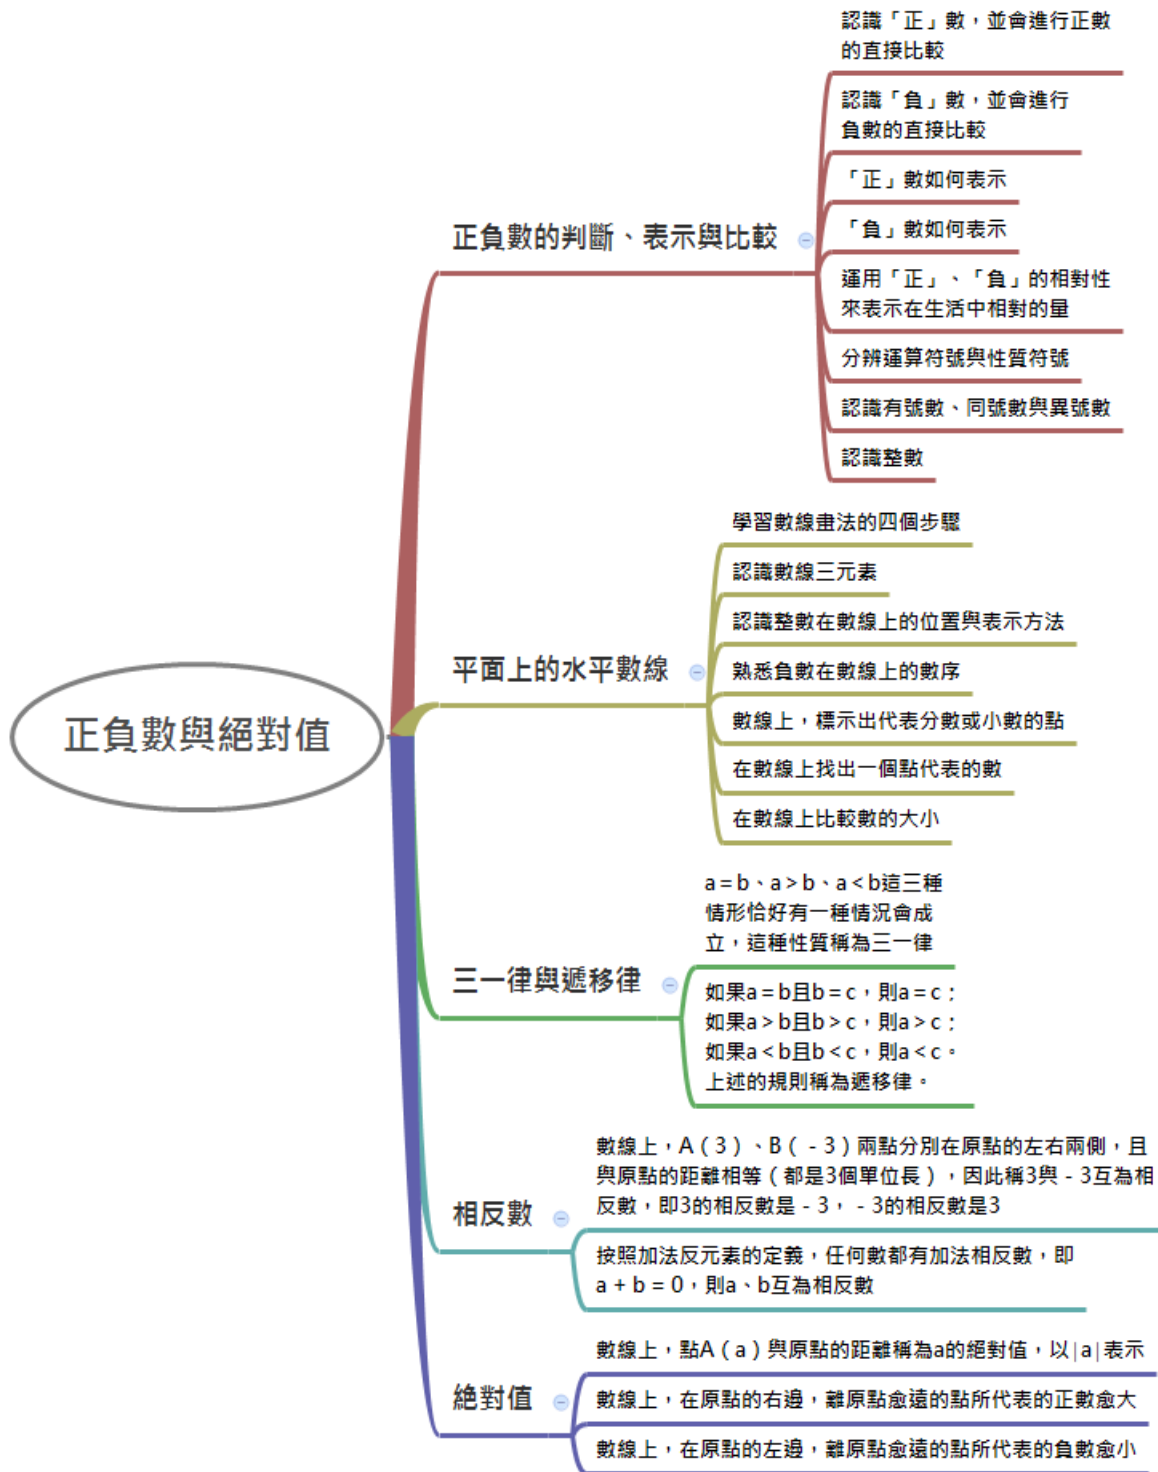 正負數與絕對值
正負數的判斷、表示與比較
認識「正」數，並會進行正數
的直接比較
認識「負」數，並會進行
負數的直接比較
「正」數如何表示
「負」數如何表示
運用「正」、「負」的相對性
來表示在生活中相對的量
分辨運算符號與性質符號
認識有號數、同號數與異號數
認識整數
平面上的水平數線
學習數線畫法的四個步驟
認識數線三元素
認識整數在數線上的位置與表示方法
熟悉負數在數線上的數序
數線上，標示出代表分數或小數的點
在數線上找出一個點代表的數
在數線上比較數的大小
三一律與遞移律
a = b、a > b、a < b這三種
情形恰好有一種情況會成
立，這種性質稱為三一律
如果a = b且b = c，則a = c；
如果a > b且b > c，則a > c；
如果a < b且b < c，則a < c。
上述的規則稱為遞移律。
相反數
數線上，A（3）、B（－3）兩點分別在原點的左右兩側，且
與原點的距離相等（都是3個單位長），因此稱3與－3互為相
反數，即3的相反數是－3，－3的相反數是3
按照加法反元素的定義，任何數都有加法相反數，即
a + b = 0，則a、b互為相反數
絕對值
數線上，點A（a）與原點的距離稱為a的絕對值，以|a|表示
數線上，在原點的右邊，離原點愈遠的點所代表的正數愈大
數線上，在原點的左邊，離原點愈遠的點所代表的負數愈小